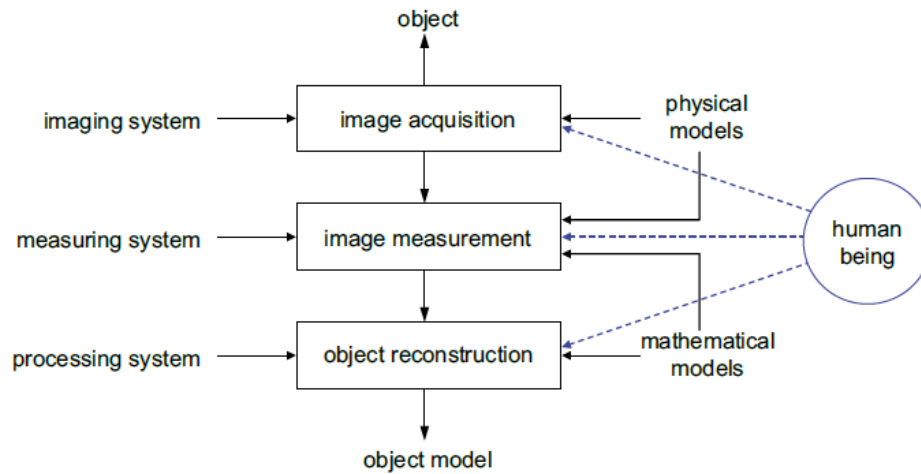 object
imaging system
image acquisition
physical
models
measuring system
image measurement
human
being
processing system
object reconstruction
mathematical
models
object model